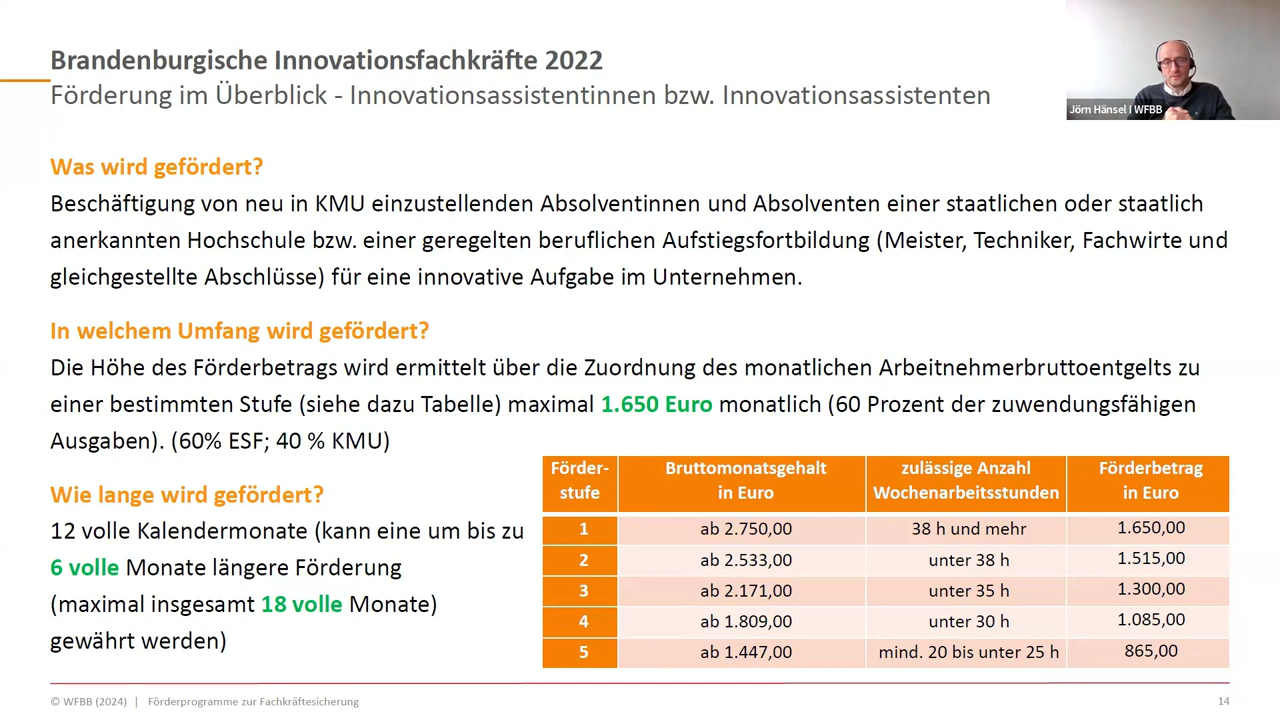 Brandenburgische Innovationsfachkräfte 2022
Förderung im Überblick - Innovationsassistentinnen bzw. Innovationsassistenten
Jörn Hänsel I WFBB
Was wird gefördert?
Beschäftigung von neu in KMU einzustellenden Absolventinnen und Absolventen einer staatlichen oder staatlich
anerkannten Hochschule bzw. einer geregelten beruflichen Aufstiegsfortbildung (Meister, Techniker, Fachwirte und
gleichgestellte Abschlüsse) für eine innovative Aufgabe im Unternehmen.
In welchem Umfang wird gefördert?
Die Höhe des Förderbetrags wird ermittelt über die Zuordnung des monatlichen Arbeitnehmerbruttoentgelts zu
einer bestimmten Stufe (siehe dazu Tabelle) maximal 1.650 Euro monatlich (60 Prozent der zuwendungsfähigen
Ausgaben). (60% ESF; 40 % KMU)
Wie lange wird gefördert?
12 volle Kalendermonate (kann eine um bis zu
6 volle Monate längere Förderung
(maximal insgesamt 18 volle Monate)
gewährt werden)
Förder- Bruttomonatsgehalt zulässige Anzahl Förderbetrag
stufe in Euro Wochenarbeitsstunden in Euro
1 ab 2.750,00 38 h und mehr 1.650,00
2 ab 2.533,00 unter 38 h 1.515,00
3 ab 2.171,00 unter 35 h 1.300,00
4 ab 1.809,00 unter 30 h 1.085,00
5 ab 1.447,00 mind. 20 bis unter 25 h 865,00
© WFBB (2024) | Förderprogramme zur Fachkräftesicherung 14